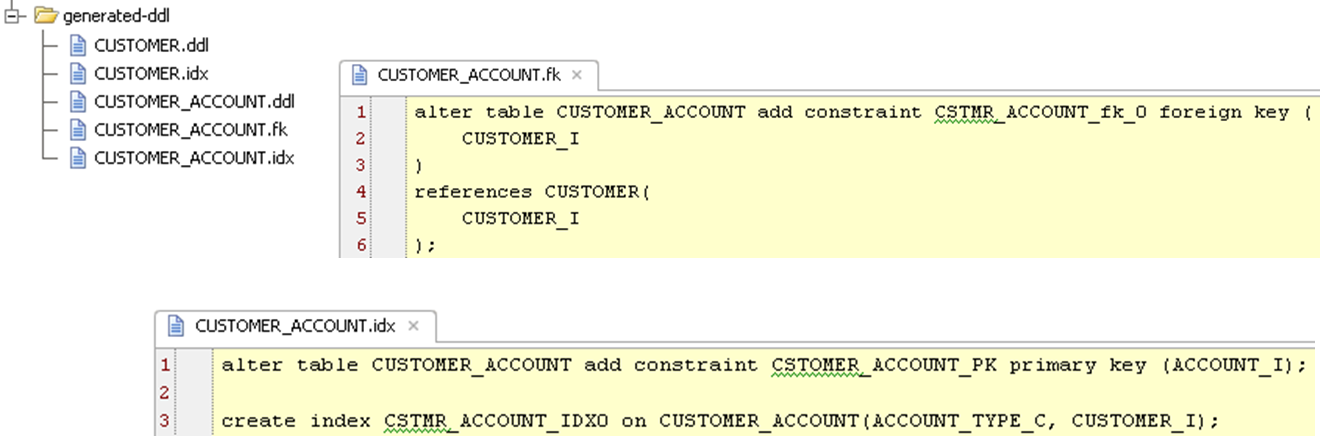 generated-ddl
CUSTOMER.ddl
CUSTOMER.idx
CUSTOMER_ACCOUNT.ddl
CUSTOMER_ACCOUNT.fk
CUSTOMER_ACCOUNT.idx
CUSTOMER_ACCOUNT.fk ×
1 alter table CUSTOMER_ACCOUNT add constraint CSTMR_ACCOUNT_fk_0 foreign key (
2 CUSTOMER_I
3 )
4 references CUSTOMER(
5 CUSTOMER_I
6 );
CUSTOMER_ACCOUNT.idx ×
1 alter table CUSTOMER_ACCOUNT add constraint CSTOMER_ACCOUNT_PK primary key (ACCOUNT_I);
2
3 create index CSTMR_ACCOUNT_IDX0 on CUSTOMER_ACCOUNT(ACCOUNT_TYPE_C, CUSTOMER_I);